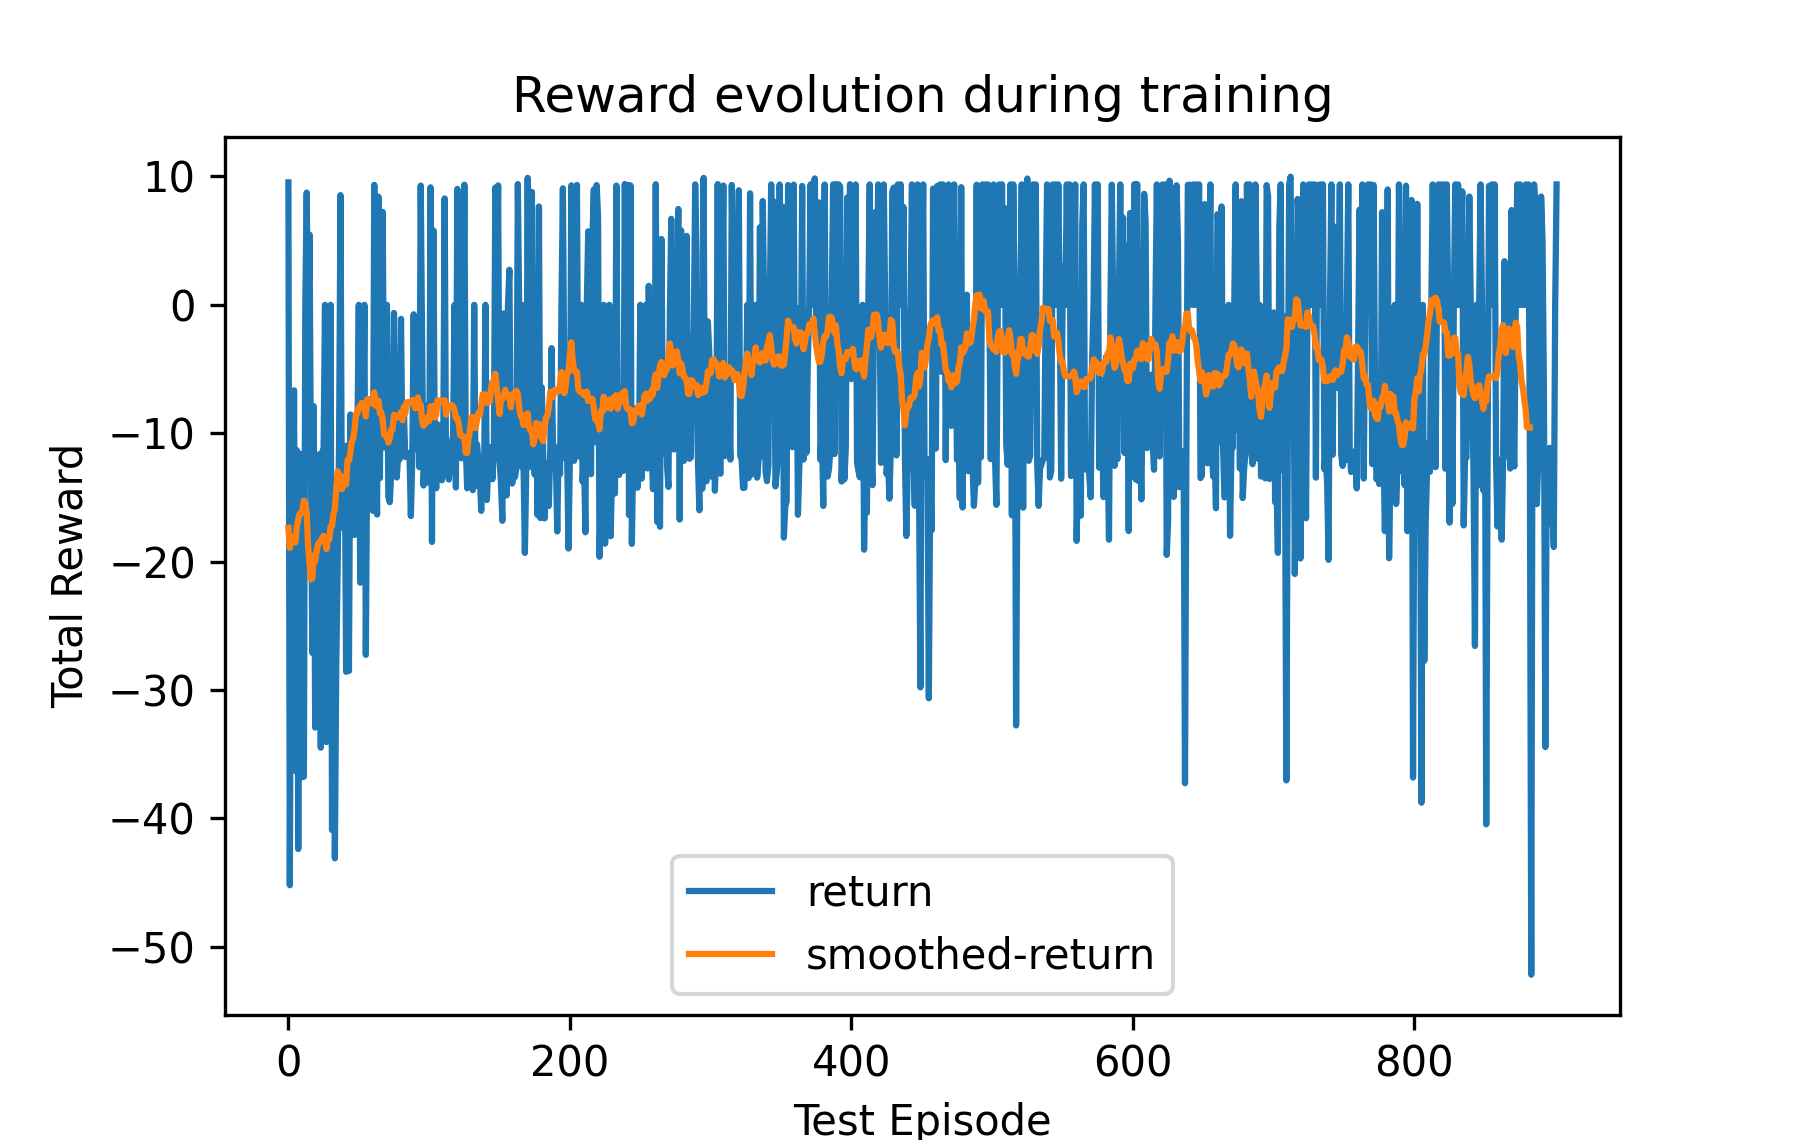 Reward evolution during training
10
0
−10
−20
−30
−40
−50
Total Reward
return
smoothed-return
0 200 400 600 800
Test Episode